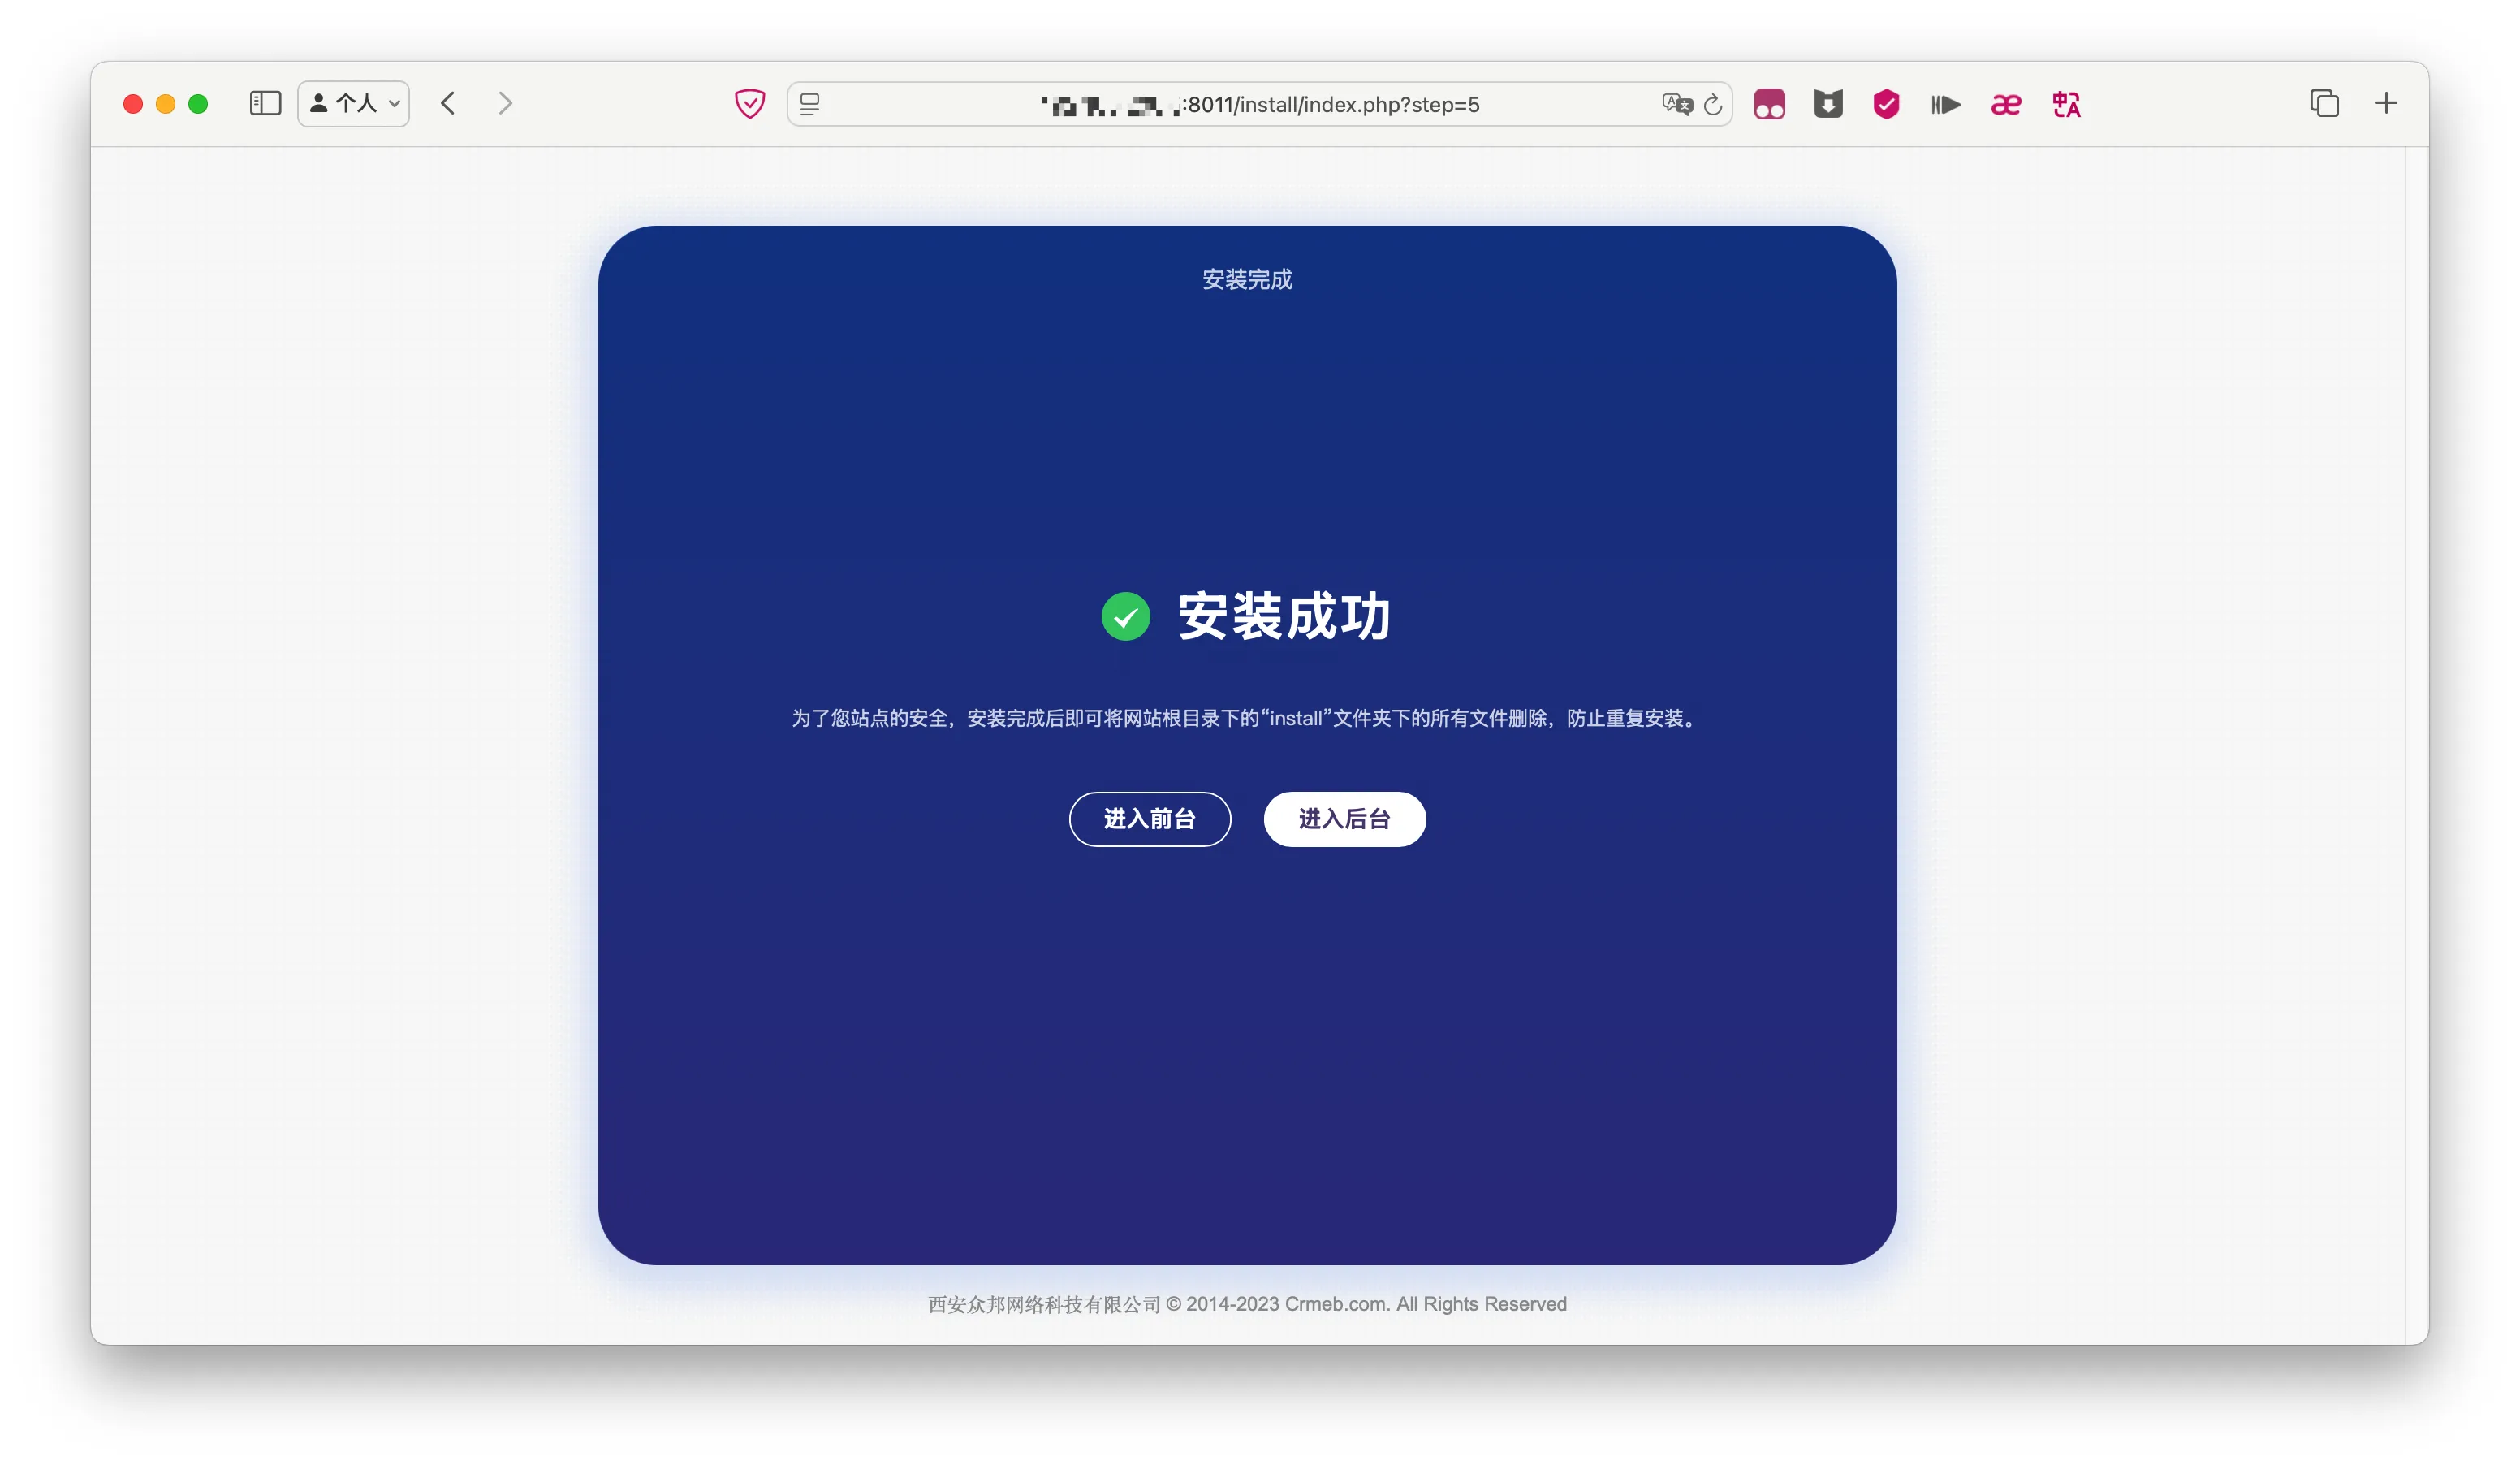 个人
:8011/install/index.php?step=5
安装完成
安装成功
为了您站点的安全，安装完成后即可将网站根目录下的“install”文件夹下的所有文件删除，防止重复安装。
进入前台
进入后台
西安众邦网络科技有限公司 © 2014-2023 Crmeb.com. All Rights Reserved